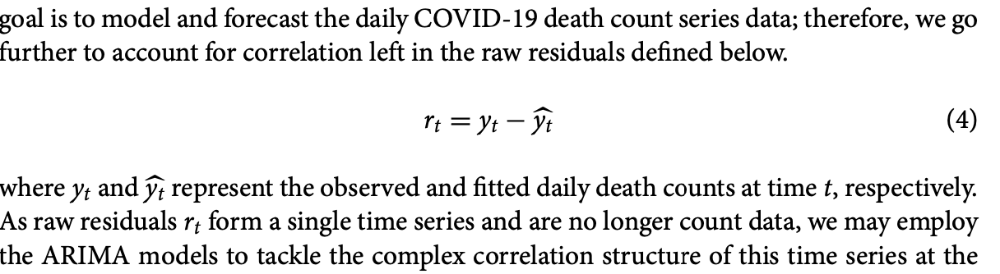 goal is to model and forecast the daily COVID-19 death count series data; therefore, we go
further to account for correlation left in the raw residuals defined below.
r_t = y_t − \widehat{y_t} (4)
where y_t and \widehat{y_t} represent the observed and fitted daily death counts at time t, respectively.
As raw residuals r_t form a single time series and are no longer count data, we may employ
the ARIMA models to tackle the complex correlation structure of this time series at the